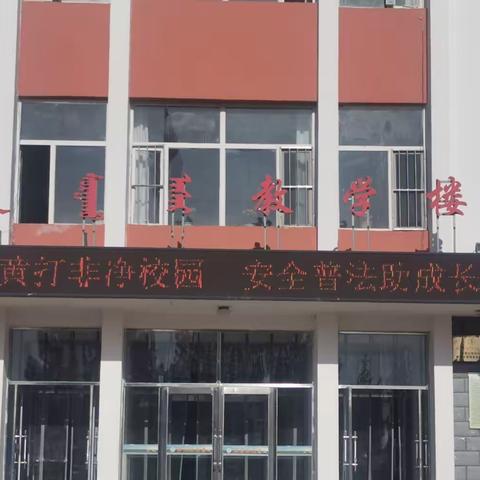 教学楼
黄打非净校园 安全普法助成长